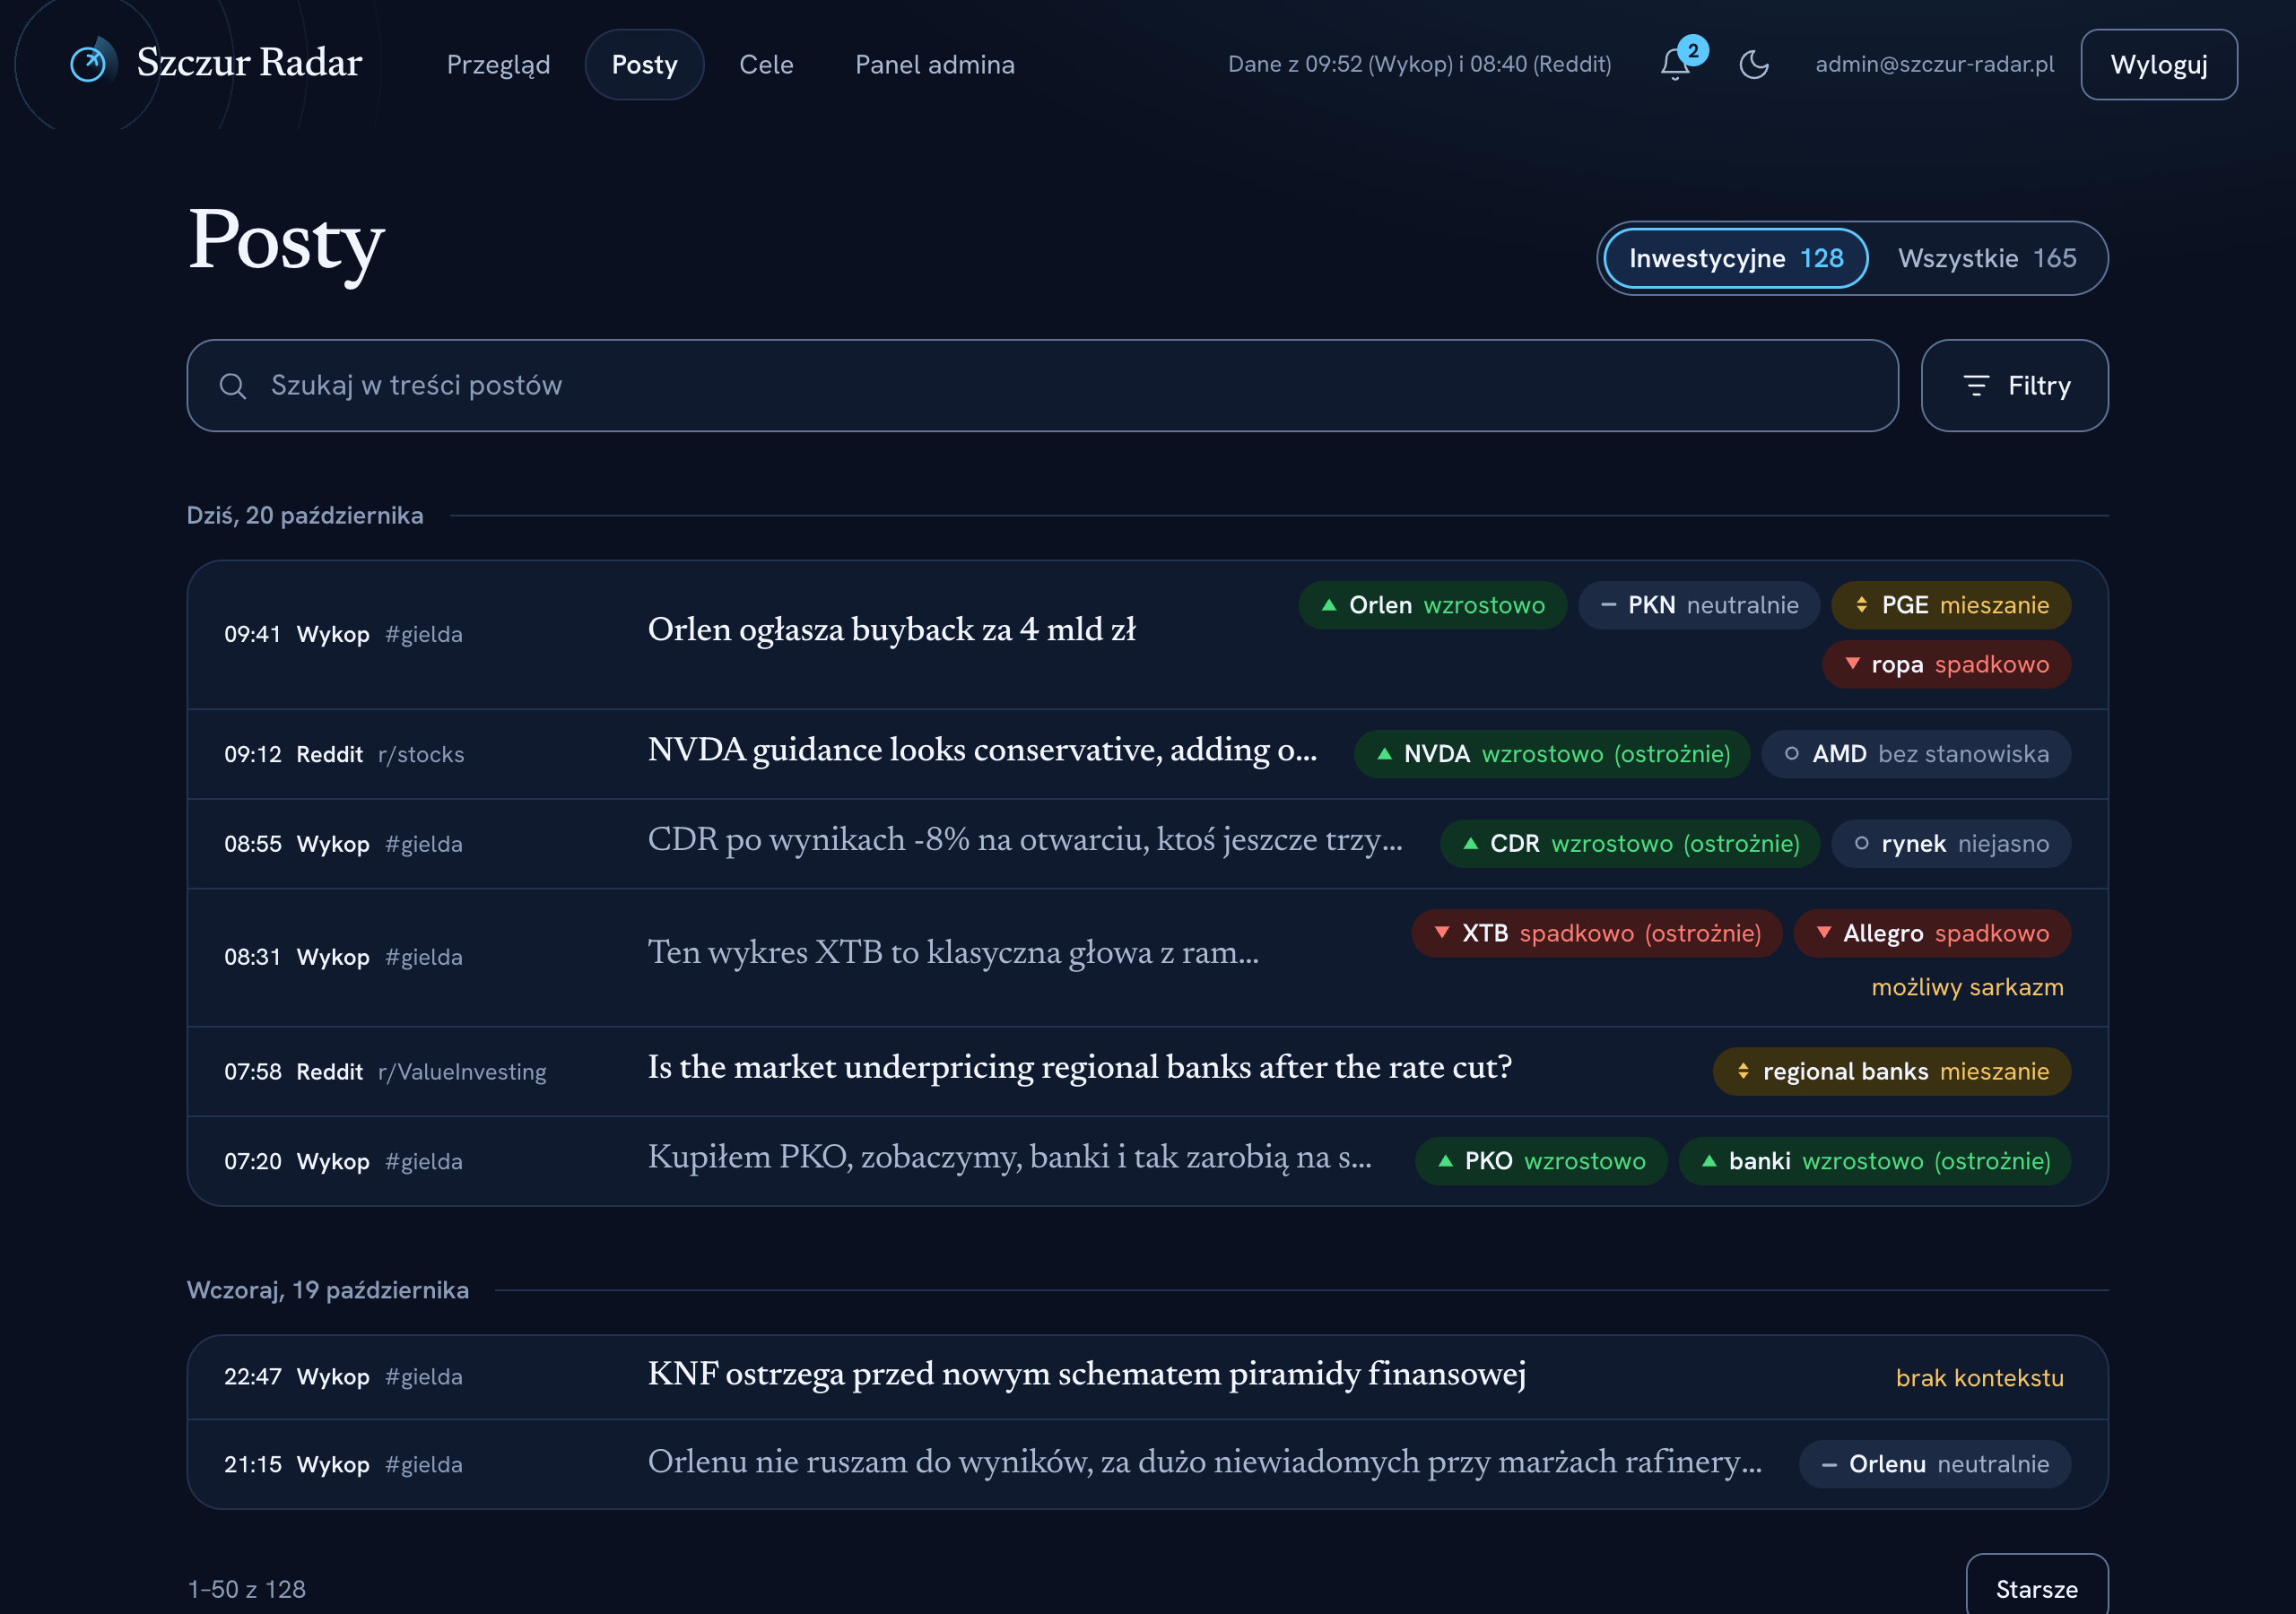 Szczur Radar
Przegląd
Posty
Cele
Panel admina
Dane z 09:52 (Wykop) i 08:40 (Reddit)
2
admin@szczur-radar.pl
Wyloguj
Posty
Inwestycyjne 128
Wszystkie 165
Szukaj w treści postów
Filtry
Dziś, 20 października
09:41 Wykop #gielda
Orlen ogłasza buyback za 4 mld zł
Orlen wzrostowo
PKN neutralnie
PGE mieszanie
ropa spadkowo
09:12 Reddit r/stocks
NVDA guidance looks conservative, adding o...
NVDA wzrostowo (ostrożnie)
AMD bez stanowiska
08:55 Wykop #gielda
CDR po wynikach -8% na otwarciu, ktoś jeszcze trzy...
CDR wzrostowo (ostrożnie)
rynek niejasno
08:31 Wykop #gielda
Ten wykres XTB to klasyczna głowa z ram...
XTB spadkowo (ostrożnie)
Allegro spadkowo
możliwy sarkazm
07:58 Reddit r/ValueInvesting
Is the market underpricing regional banks after the rate cut?
regional banks mieszanie
07:20 Wykop #gielda
Kupiłem PKO, zobaczymy, banki i tak zarobią na s...
PKO wzrostowo
banki wzrostowo (ostrożnie)
Wczoraj, 19 października
22:47 Wykop #gielda
KNF ostrzega przed nowym schematem piramidy finansowej
brak kontekstu
21:15 Wykop #gielda
Orlenu nie ruszam do wyników, za dużo niewiadomych przy marżach rafinery...
Orlenu neutralnie
1–50 z 128
Starsze